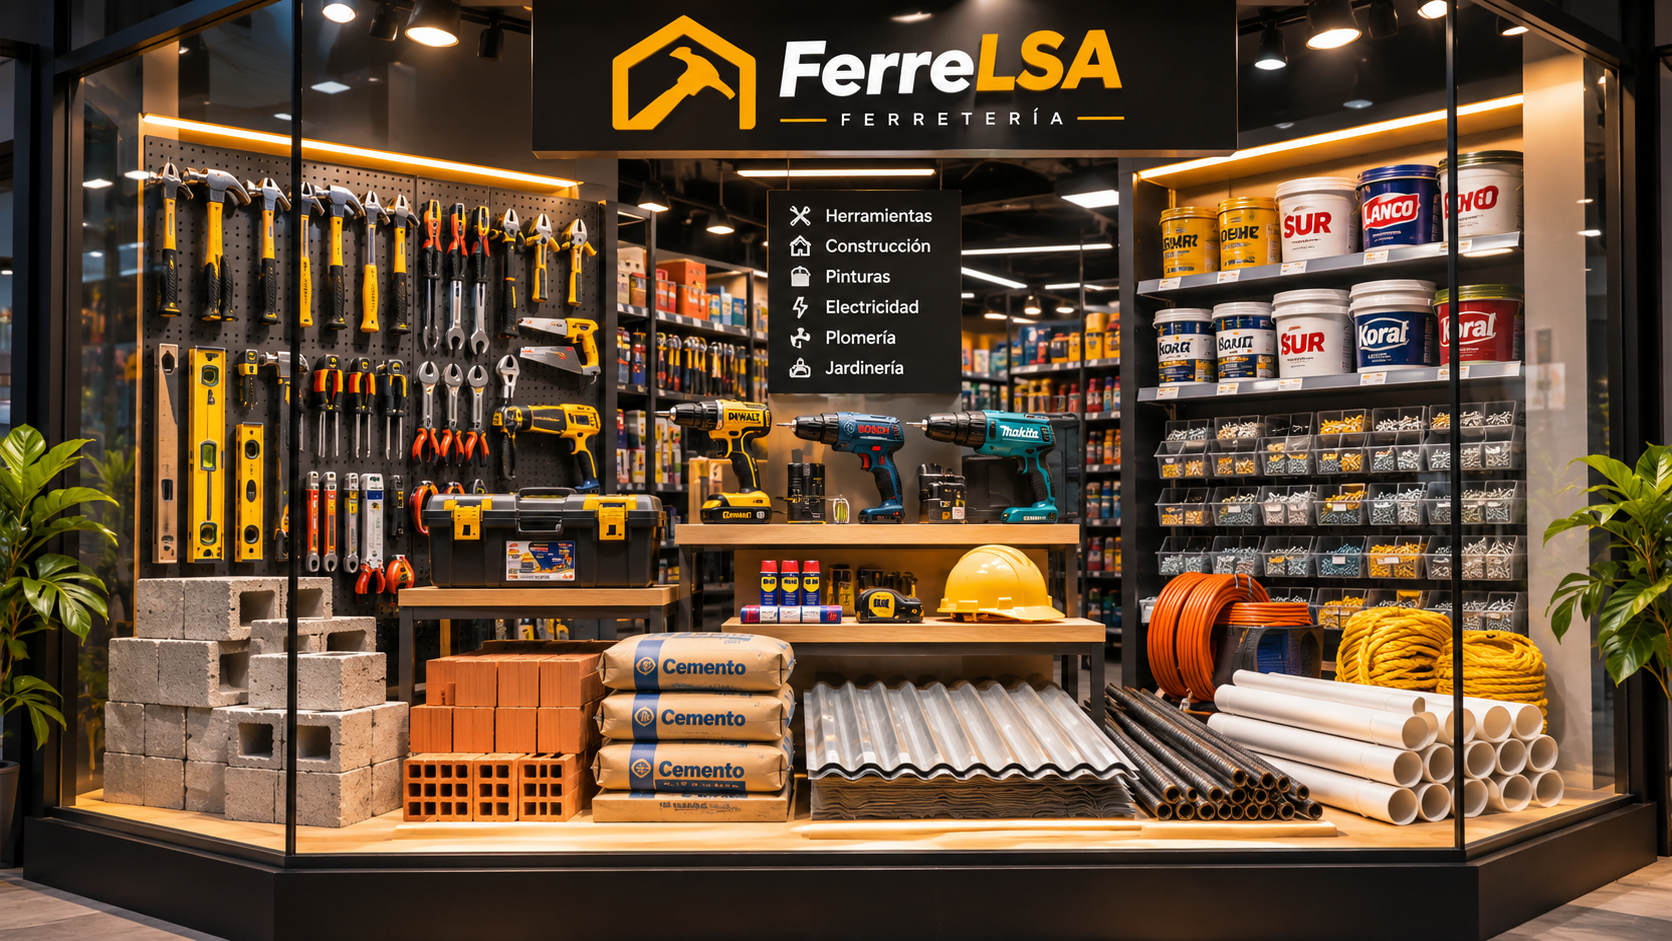 FerreLSA
FERRETERÍA
Herramientas
Construcción
Pinturas
Electricidad
Plomería
Jardinería
SUR
LANCO
SUR
Koral
Koral
DEWALT
BOSCH
makita
Cemento
Cemento
Cemento